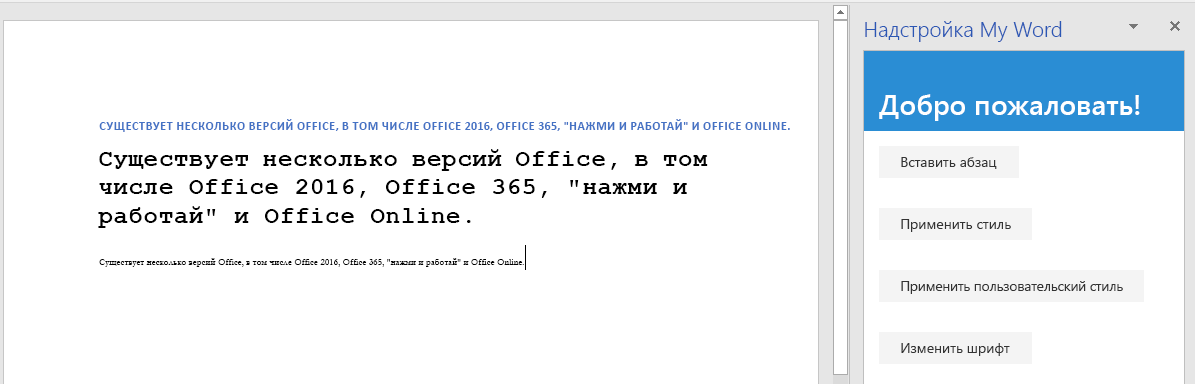 Надстройка My Word
Добро пожаловать!
СУЩЕСТВУЕТ НЕСКОЛЬКО ВЕРСИЙ OFFICE, В ТОМ ЧИСЛЕ OFFICE 2016, OFFICE 365, "НАЖМИ И РАБОТАЙ" И OFFICE ONLINE.
Существует несколько версий Office, в том
числе Office 2016, Office 365, "нажми и
работай" и Office Online.
Существует несколько версий Office, в том числе Office 2016, Office 365, "нажми и работай" и Office Online.
Вставить абзац
Применить стиль
Применить пользовательский стиль
Изменить шрифт